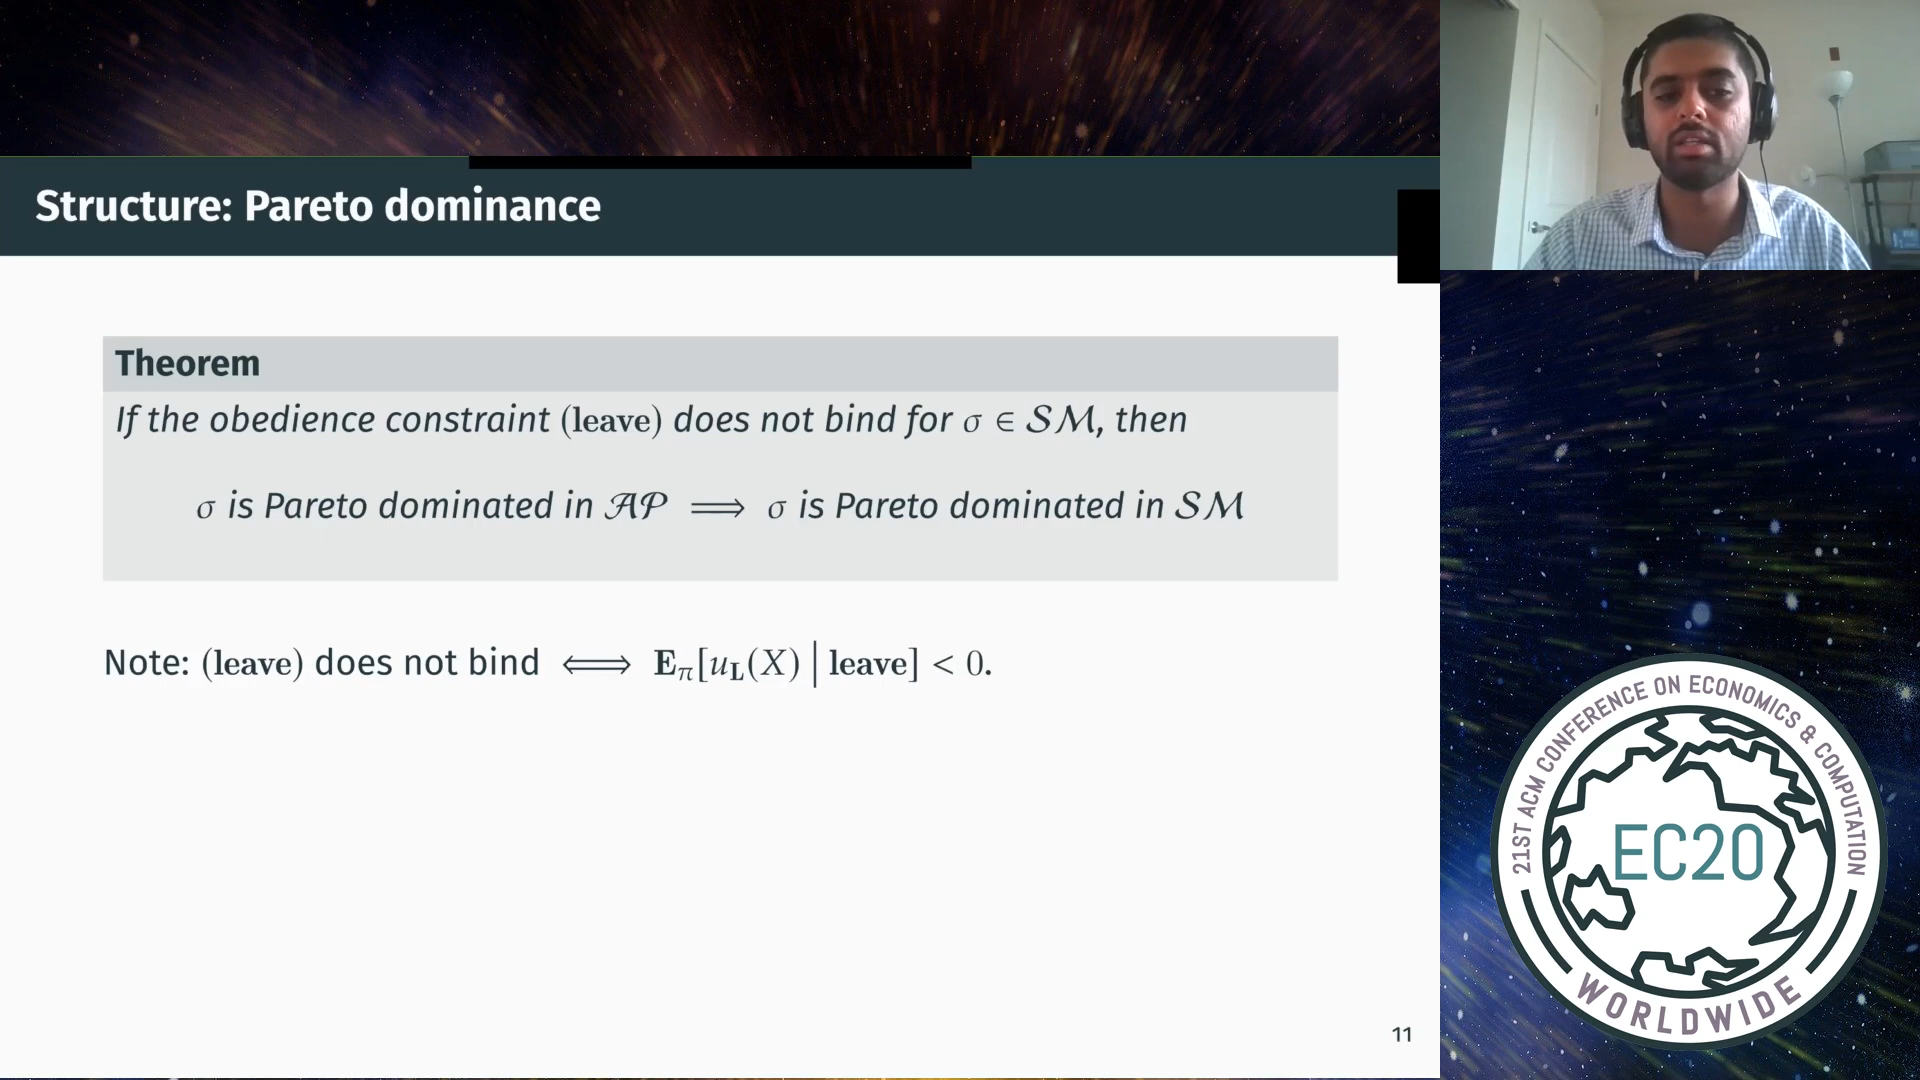 Structure: Pareto dominance
Theorem
If the obedience constraint (leave) does not bind for σ ∈ 𝒮ℳ, then
σ is Pareto dominated in 𝒜𝒫 ⟹ σ is Pareto dominated in 𝒮ℳ
Note: (leave) does not bind ⟺ E_π[u_L(X) | leave] < 0.
11
21ST ACM CONFERENCE ON ECONOMICS & COMPUTATION
EC20
WORLDWIDE